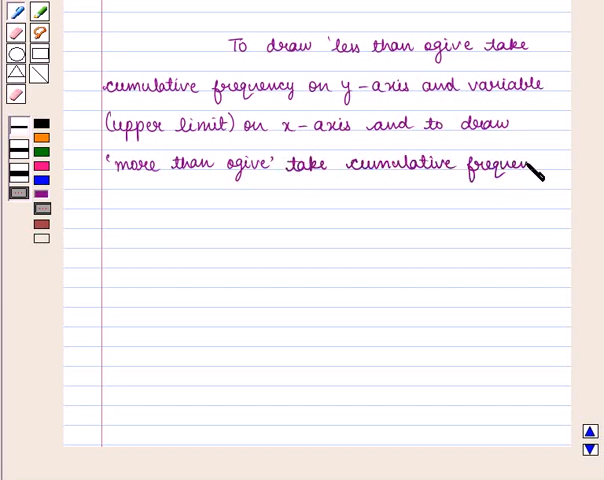 To draw 'less than ogive take
cumulative frequency on y-axis and variable
(upper limit) on x-axis and to draw
'more than ogive' take cumulative frequen